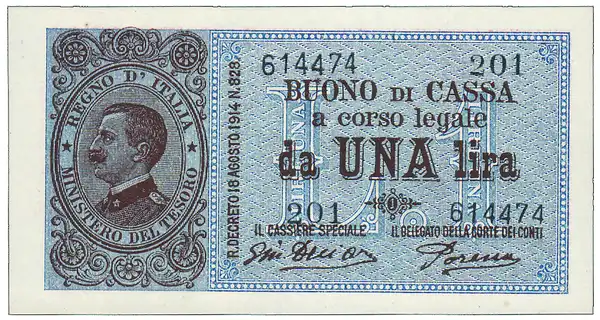 REGNO D' ITALIA
MINISTERO DEL TESORO
R. DECRETO 18 AGOSTO 1914 N. 828.
614474 201
BUONO DI CASSA
a corso legale
da UNA lira
201 614474
IL CASSIERE SPECIALE IL DELEGATO DELLA CORTE DEI CONTI